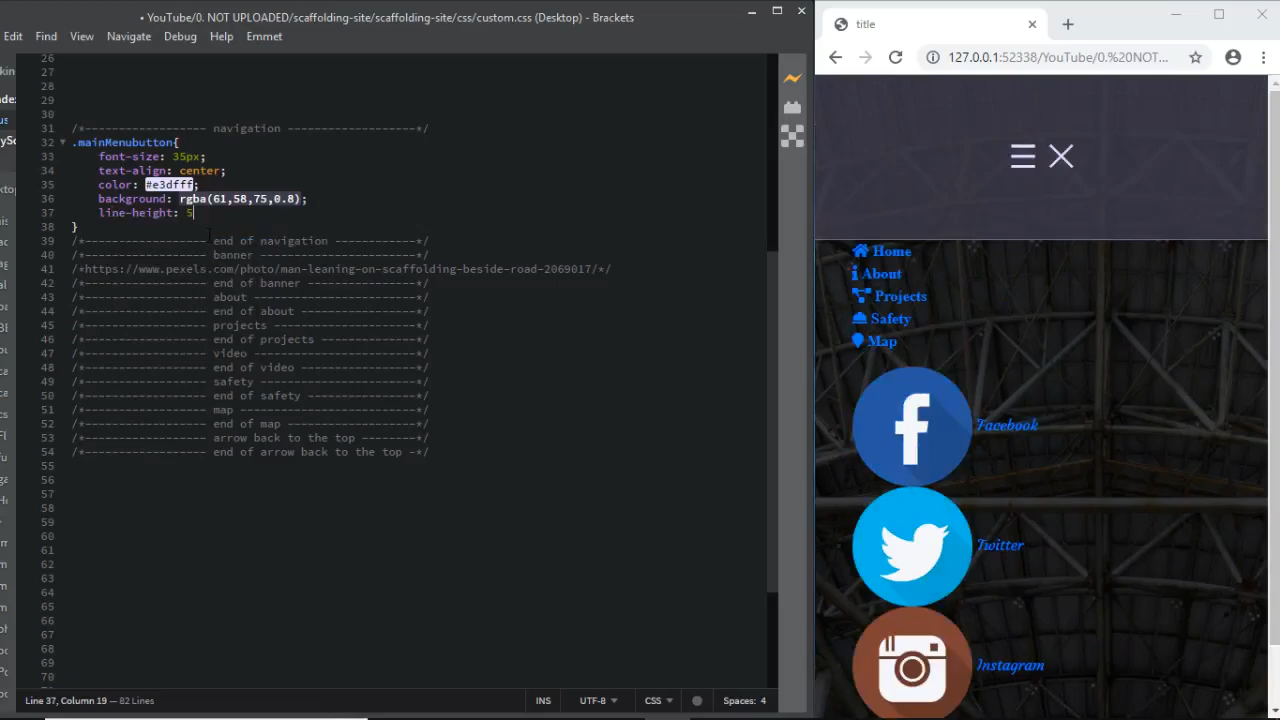 • YouTube/0. NOT UPLOADED/scaffolding-site/scaffolding-site/css/custom.css (Desktop) - Brackets
Edit Find View Navigate Debug Help Emmet
26
27
28
29
30
31 /*------------------ navigation -------------------*/
32 .mainMenubutton{
33 font-size: 35px;
34 text-align: center;
35 color: #e3dfff;
36 background: rgba(61,58,75,0.8);
37 line-height: 5
38 }
39 /*------------------ end of navigation ------------*/
40 /*------------------ banner -----------------------*/
41 /*https://www.pexels.com/photo/man-leaning-on-scaffolding-beside-road-2069017/*/
42 /*------------------ end of banner ----------------*/
43 /*------------------ about ------------------------*/
44 /*------------------ end of about -----------------*/
45 /*------------------ projects ---------------------*/
46 /*------------------ end of projects --------------*/
47 /*------------------ video ------------------------*/
48 /*------------------ end of video -----------------*/
49 /*------------------ safety -----------------------*/
50 /*------------------ end of safety ----------------*/
51 /*------------------ map --------------------------*/
52 /*------------------ end of map -------------------*/
53 /*------------------ arrow back to the top --------*/
54 /*------------------ end of arrow back to the top -*/
55
56
57
58
59
60
61
62
63
64
65
66
67
68
69
70
Line 37, Column 19 — 82 Lines
INS UTF-8 CSS Spaces: 4
title
127.0.0.1:52338/YouTube/0.%20NOT...
Home
About
Projects
Safety
Map
Facebook
Twitter
Instagram